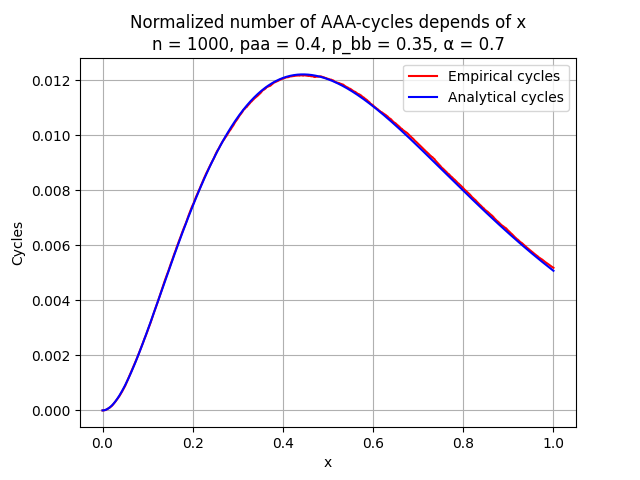 Normalized number of AAA-cycles depends of x
n = 1000, paa = 0.4, p_bb = 0.35, α = 0.7
Empirical cycles
Analytical cycles
Cycles
0.012
0.010
0.008
0.006
0.004
0.002
0.000
0.0 0.2 0.4 0.6 0.8 1.0
x